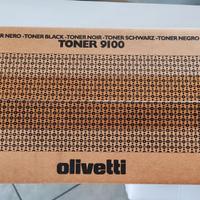 R NERO - TONER BLACK - TONER NOIR - TONER SCHWARZ - TONER NEGRO
TONER 9100
olivetti